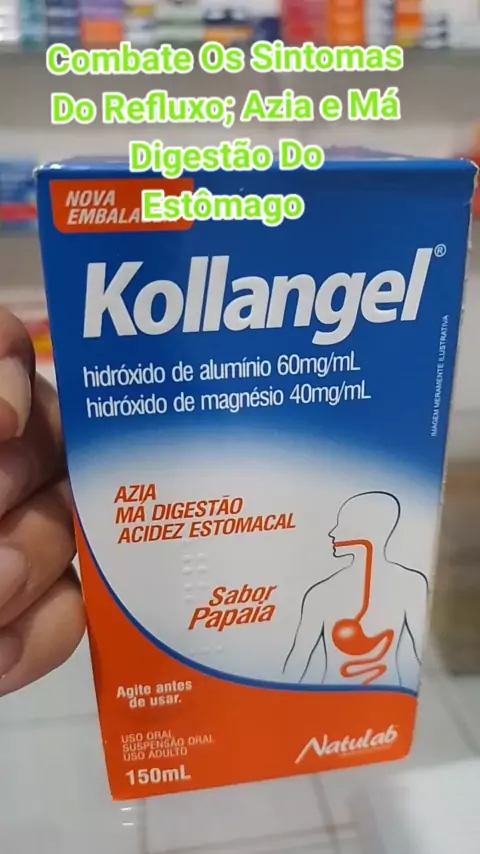 Combate Os Sintomas
Do Refluxo; Azia e Má
Digestão Do
Estômago
NOVA
EMBALA
Kollangel®
hidróxido de alumínio 60mg/mL
hidróxido de magnésio 40mg/mL
IMAGEM MERAMENTE ILUSTRATIVA
AZIA
MÁ DIGESTÃO
ACIDEZ ESTOMACAL
Sabor
Papaia
Agite antes
de usar.
USO ORAL
SUSPENSÃO ORAL
USO ADULTO
150mL
Natulab